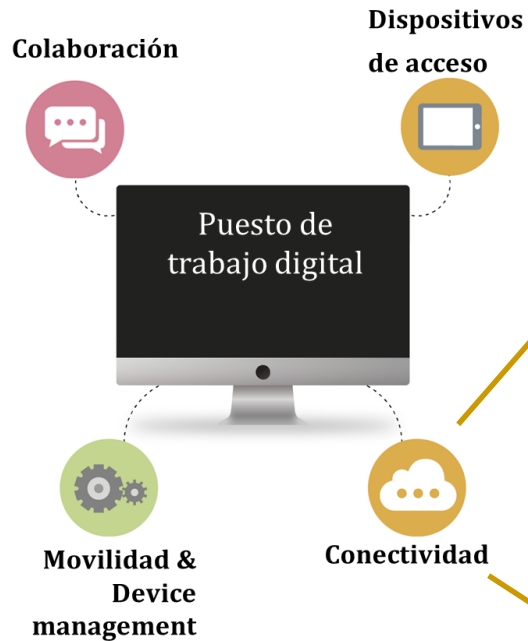 Colaboración
Dispositivos
de acceso
Puesto de
trabajo digital
Movilidad &
Device
management
Conectividad